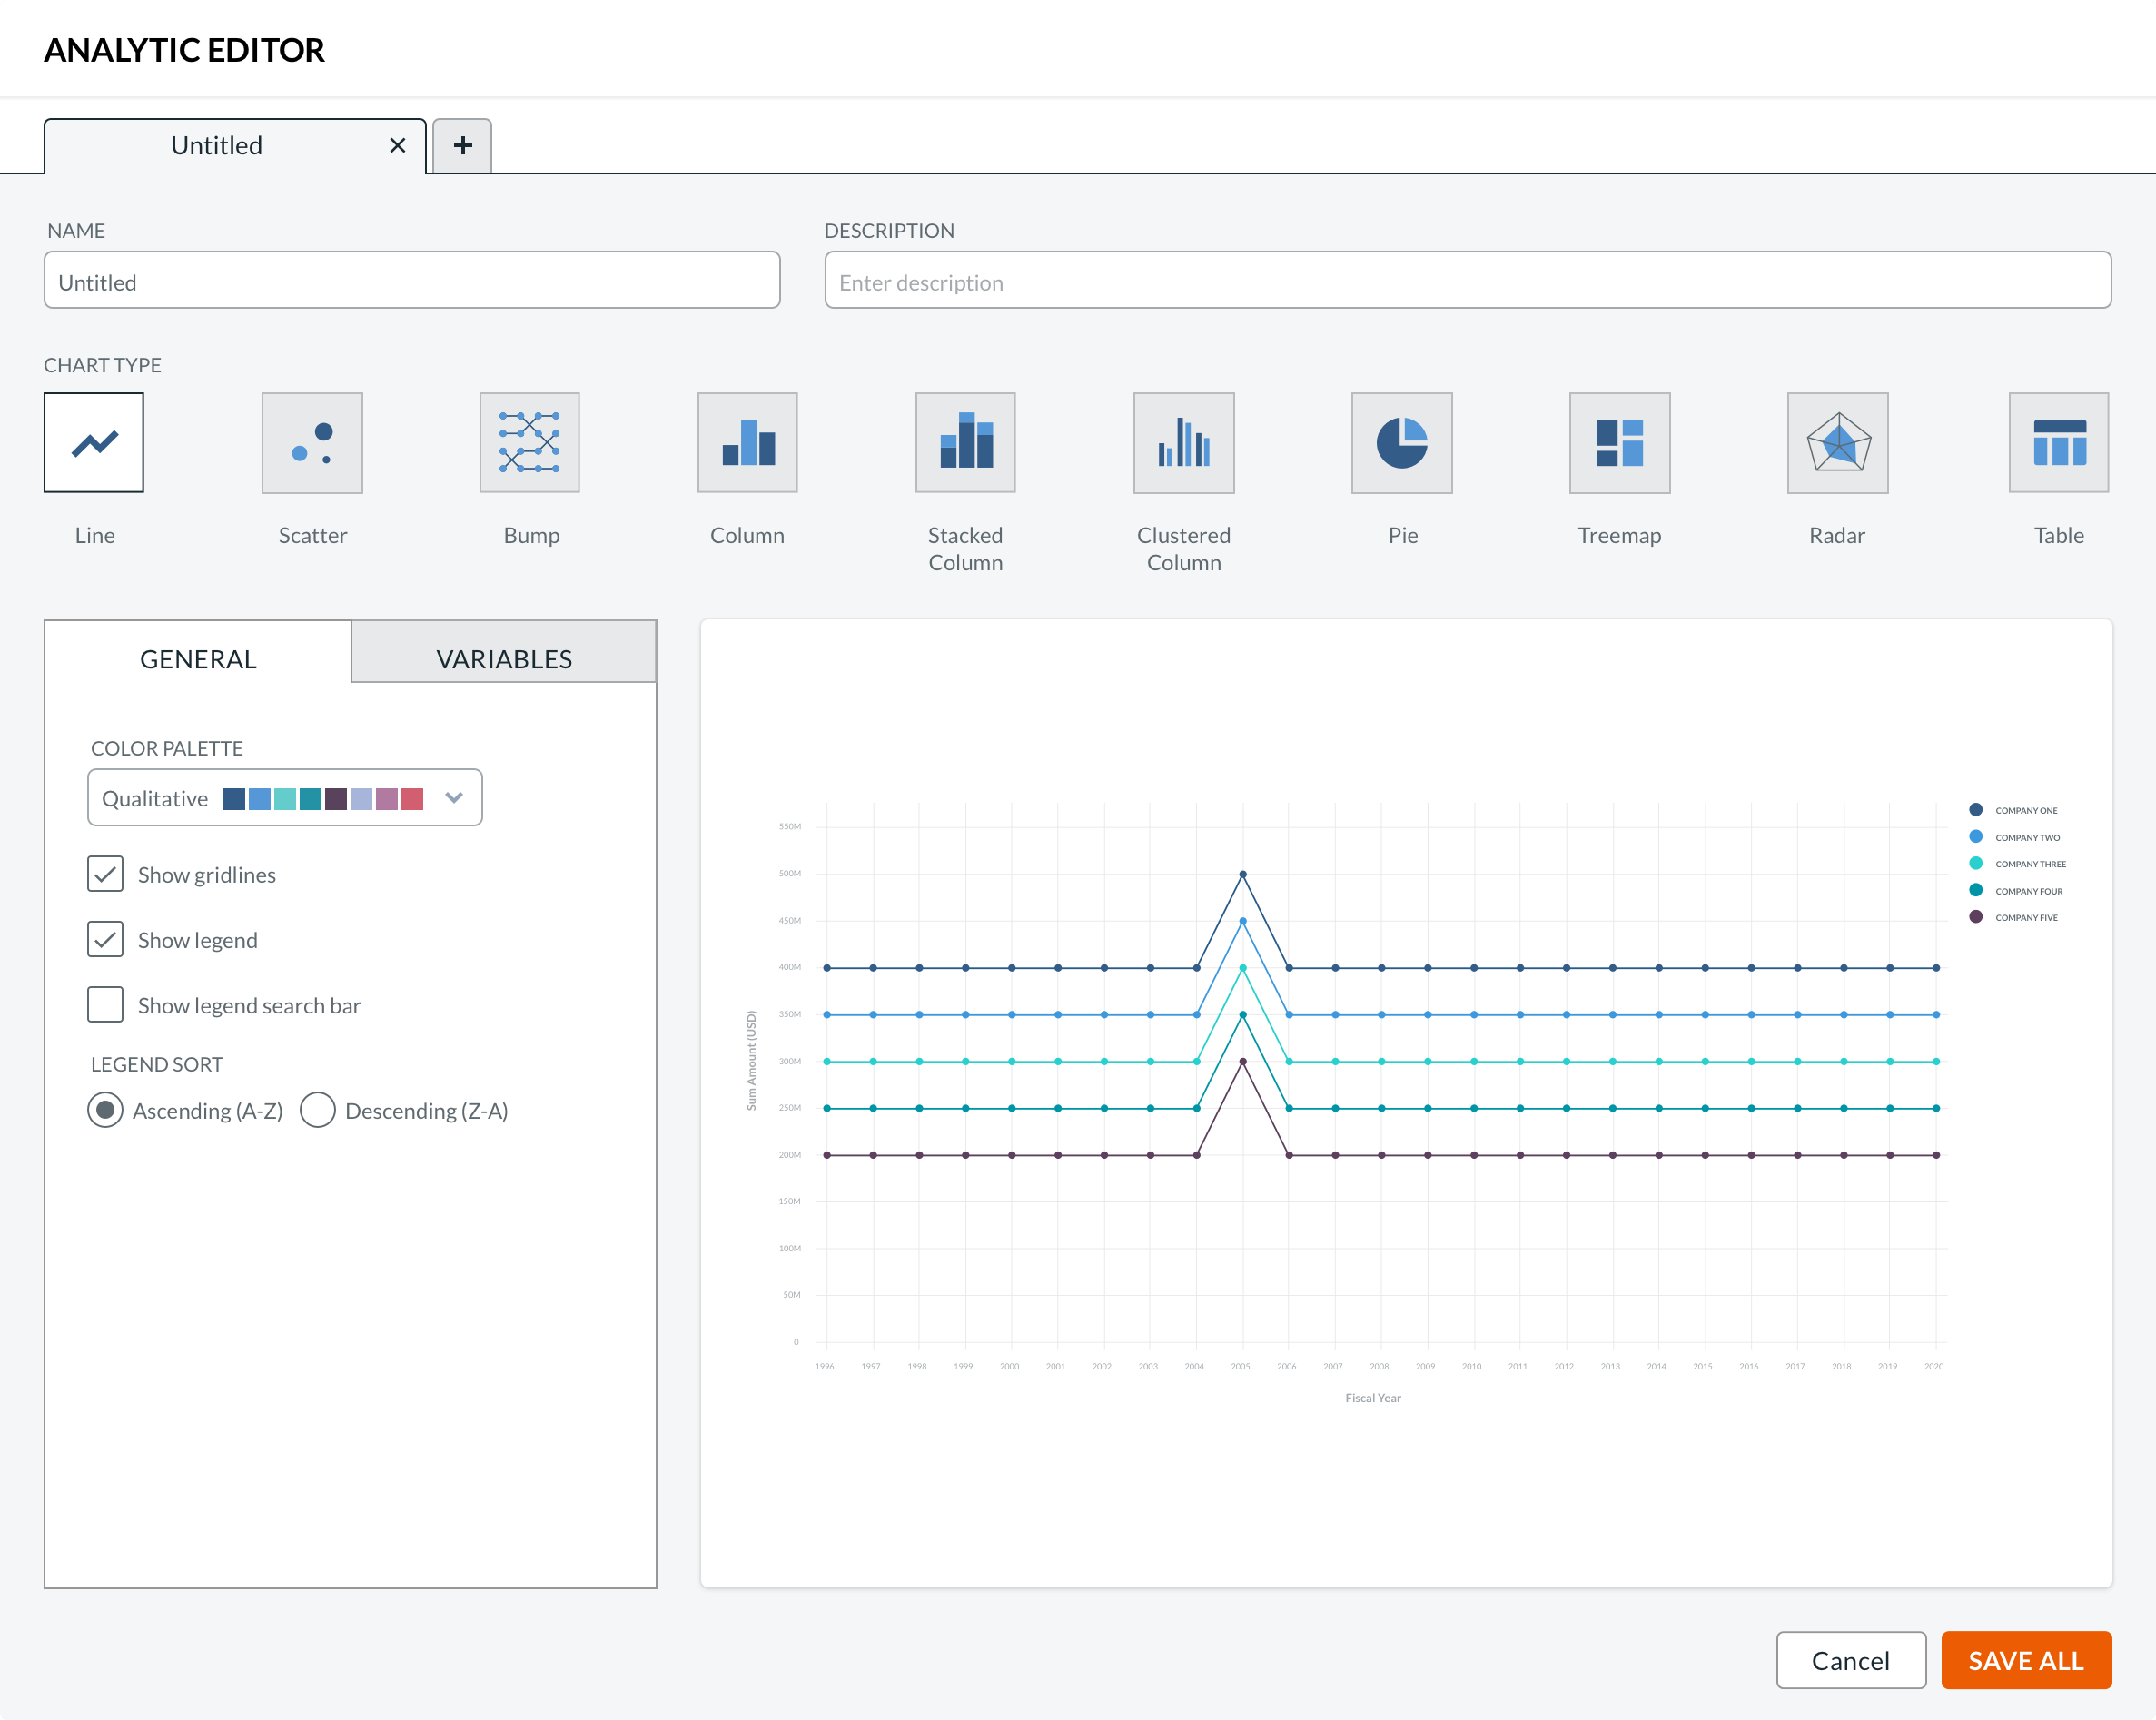 ANALYTIC EDITOR
Untitled
NAME
DESCRIPTION
Untitled
Enter description
CHART TYPE
Line
Scatter
Bump
Column
Stacked
Column
Clustered
Column
Pie
Treemap
Radar
Table
GENERAL
VARIABLES
COLOR PALETTE
Qualitative
Show gridlines
Show legend
Show legend search bar
LEGEND SORT
Ascending (A-Z)
Descending (Z-A)
Sum Amount (USD)
550M
500M
450M
400M
350M
300M
250M
200M
150M
100M
50M
0
1996 1997 1998 1999 2000 2001 2002 2003 2004 2005 2006 2007 2008 2009 2010 2011 2012 2013 2014 2015 2016 2017 2018 2019 2020
Fiscal Year
COMPANY ONE
COMPANY TWO
COMPANY THREE
COMPANY FOUR
COMPANY FIVE
Cancel
SAVE ALL